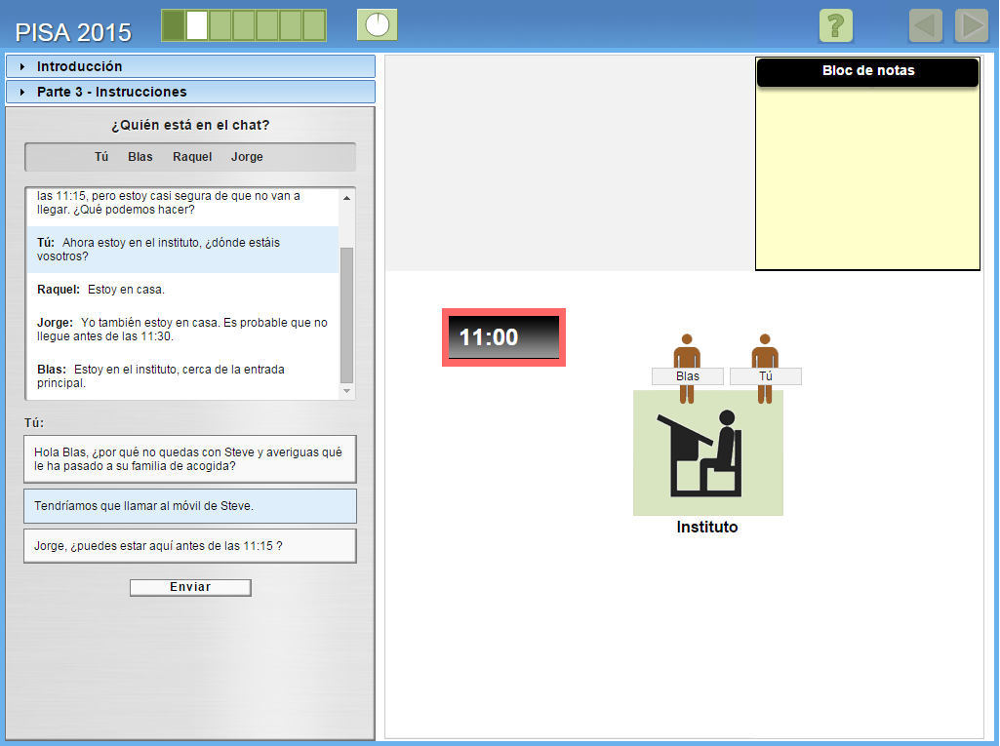 PISA 2015
?
Introducción
Parte 3 - Instrucciones
Bloc de notas
¿Quién está en el chat?
Tú Blas Raquel Jorge
las 11:15, pero estoy casi segura de que no van a
llegar. ¿Qué podemos hacer?
Tú: Ahora estoy en el instituto, ¿dónde estáis
vosotros?
Raquel: Estoy en casa.
Jorge: Yo también estoy en casa. Es probable que no
llegue antes de las 11:30.
Blas: Estoy en el instituto, cerca de la entrada
principal.
Tú:
Hola Blas, ¿por qué no quedas con Steve y averiguas qué
le ha pasado a su familia de acogida?
Tendríamos que llamar al móvil de Steve.
Jorge, ¿puedes estar aquí antes de las 11:15 ?
Enviar
11:00
Blas
Tú
Instituto